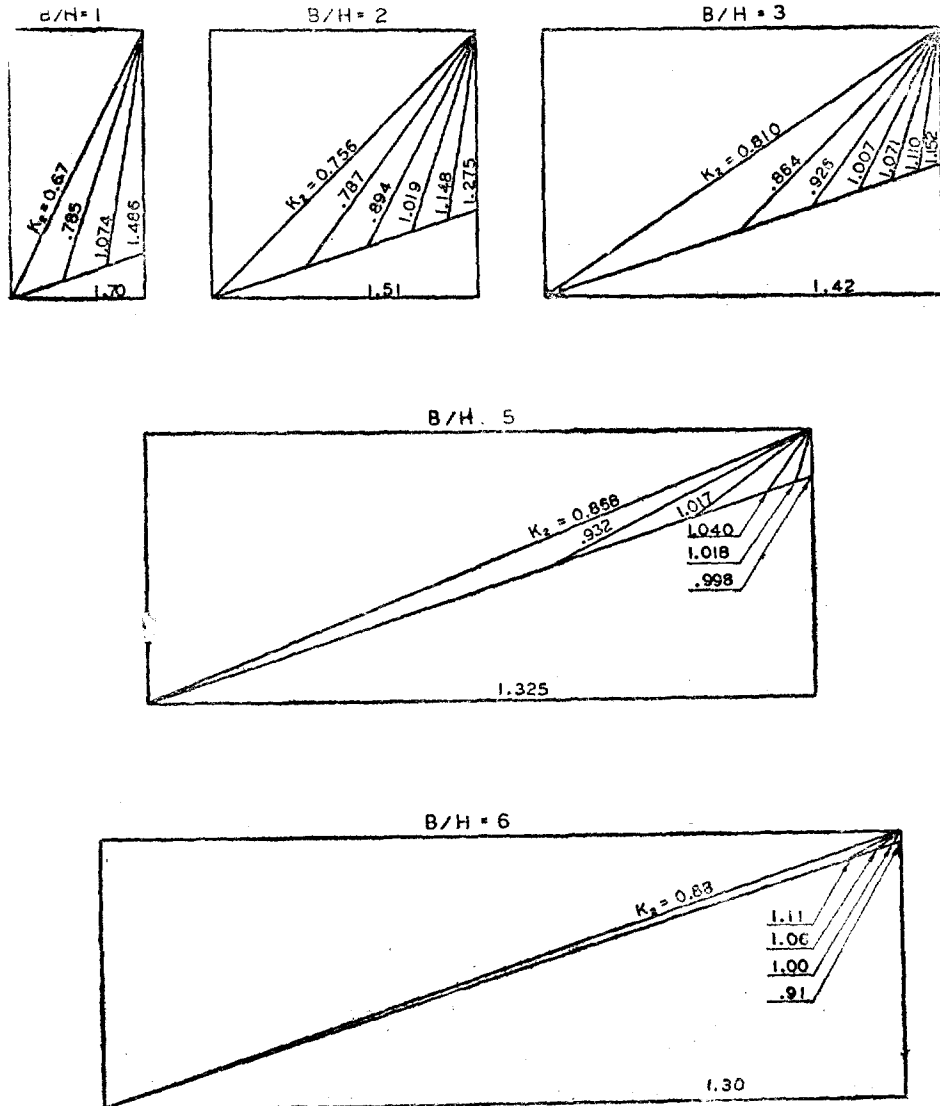 B/H=1
B/H=2
B/H = 3
K₂=0.67
.785
1.074
1.486
1.70
K₂=0.756
.787
.894
1.019
1.148
1.275
1.51
K₂ = 0.810
.864
.926
1.007
1.071
1.110
1.152
1.42
B/H 5
K₂ = 0.868
.932
1.017
1.040
1.018
.998
1.325
B/H = 6
K₂ = 0.88
1.11
1.06
1.00
.91
1.30